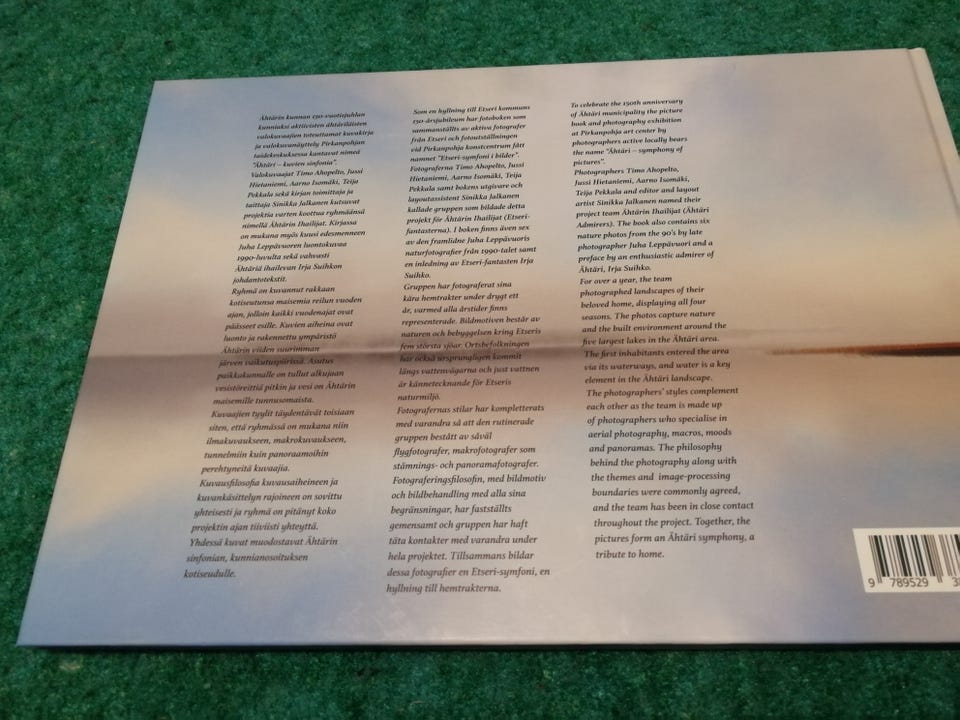 Ähtärin kunnan 150-vuotisjuhlan
kunniaksi aktiivisten ähtäriläisten
valokuvaajien toteuttamat kuvakirja
ja valokuvanäyttely Pirkanpohjan
taidekeskuksessa kantavat nimeä
"Ähtäri – kuvien sinfonia".
Valokuvaajat Timo Ahopelto, Jussi
Hietaniemi, Aarno Isomäki, Teija
Pekkala sekä kirjan toimittaja ja
taittaja Sinikka Jalkanen kutsuvat
projektia varten koottua ryhmäänsä
nimellä Ähtärin Ihailijat. Kirjassa
on mukana myös kuusi edesmenneen
Juha Leppävuoren luontokuvaa
1990-luvulta sekä vahvasti
Ähtäriä ihailevan Irja Suihkon
johdantotekstit.
Ryhmä on kuvannut rakkaan
kotiseutunsa maisemia reilun vuoden
ajan, jolloin kaikki vuodenajat ovat
päässeet esille. Kuvien aiheina ovat
luonto ja rakennettu ympäristö
Ähtärin viiden suurimman
järven vaikutuspiirissä. Asutus
paikkakunnalle on tullut alkujaan
vesistöreittiä pitkin ja vesi on Ähtärin
maisemille tunnusomaista.
Kuvaajien tyylit täydentävät toisiaan
siten, että ryhmässä on mukana niin
ilmakuvaukseen, makrokuvaukseen,
tunnelmiin kuin panoraamoihin
perehtyneitä kuvaajia.
Kuvausfilosofia kuvausaiheineen ja
kuvankäsittelyn rajoineen on sovittu
yhteisesti ja ryhmä on pitänyt koko
projektin ajan tiiviisti yhteyttä.
Yhdessä kuvat muodostavat Ähtärin
sinfonian, kunnianosoituksen
kotiseudulle.
Som en hyllning till Etseri kommuns
150-årsjubileum har fotoboken som
sammanställts av aktiva fotografer
från Etseri och fotoutställningen
vid Pirkanpohja konstcentrum fått
namnet "Etseri-symfoni i bilder".
Fotograferna Timo Ahopelto, Jussi
Hietaniemi, Aarno Isomäki, Teija
Pekkala samt bokens utgivare och
layoutassistent Sinikka Jalkanen
kallade gruppen som bildade detta
projekt för Ähtärin Ihailijat (Etseri-
fantasterna). I boken finns även sex
av den framlidne Juha Leppävuoris
naturfotografier från 1990-talet samt
en inledning av Etseri-fantasten Irja
Suihko.
Gruppen har fotograferat sina
kära hemtrakter under drygt ett
år, varmed alla årstider finns
representerade. Bildmotiven består av
naturen och bebyggelsen kring Etseris
fem största sjöar. Ortsbefolkningen
har också ursprungligen kommit
längs vattenvägarna och just vattnen
är kännetecknande för Etseris
naturmiljö.
Fotografernas stilar har kompletterats
med varandra så att den rutinerade
gruppen bestått av såväl
flygfotografer, makrofotografer som
stämnings- och panoramafotografer.
Fotograferingsfilosofin, med bildmotiv
och bildbehandling med alla sina
begränsningar, har fastställts
gemensamt och gruppen har haft
täta kontakter med varandra under
hela projektet. Tillsammans bildar
dessa fotografier en Etseri-symfoni, en
hyllning till hemtrakterna.
To celebrate the 150th anniversary
of Ähtäri municipality the picture
book and photography exhibition
at Pirkanpohja art center by
photographers active locally bears
the name "Ähtäri – symphony of
pictures".
Photographers Timo Ahopelto,
Jussi Hietaniemi, Aarno Isomäki,
Teija Pekkala and editor and layout
artist Sinikka Jalkanen named their
project team Ähtärin Ihailijat (Ähtäri
Admirers). The book also contains six
nature photos from the 90's by late
photographer Juha Leppävuori and a
preface by an enthusiastic admirer of
Ähtäri, Irja Suihko.
For over a year, the team
photographed landscapes of their
beloved home, displaying all four
seasons. The photos capture nature
and the built environment around the
five largest lakes in the Ähtäri area.
The first inhabitants entered the area
via its waterways, and water is a key
element in the Ähtäri landscape.
The photographers' styles complement
each other as the team is made up
of photographers who specialise in
aerial photography, macros, moods
and panoramas. The philosophy
behind the photography along with
the themes and image-processing
boundaries were commonly agreed,
and the team has been in close contact
throughout the project. Together, the
pictures form an Ähtäri symphony, a
tribute to home.
9 789529